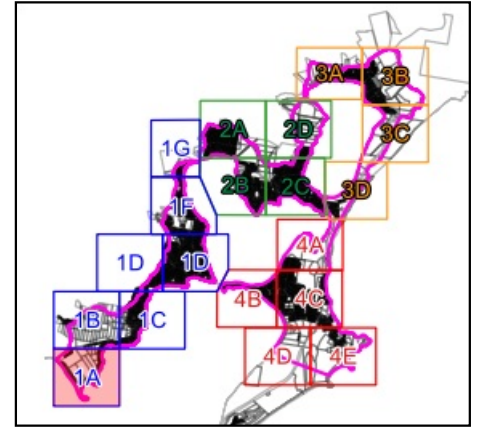 3A 3B
2A 2D 3C
1G
2B 2C 3D
1F
4A
1D 1D
4B 4C
1B 1C
4D 4E
1A